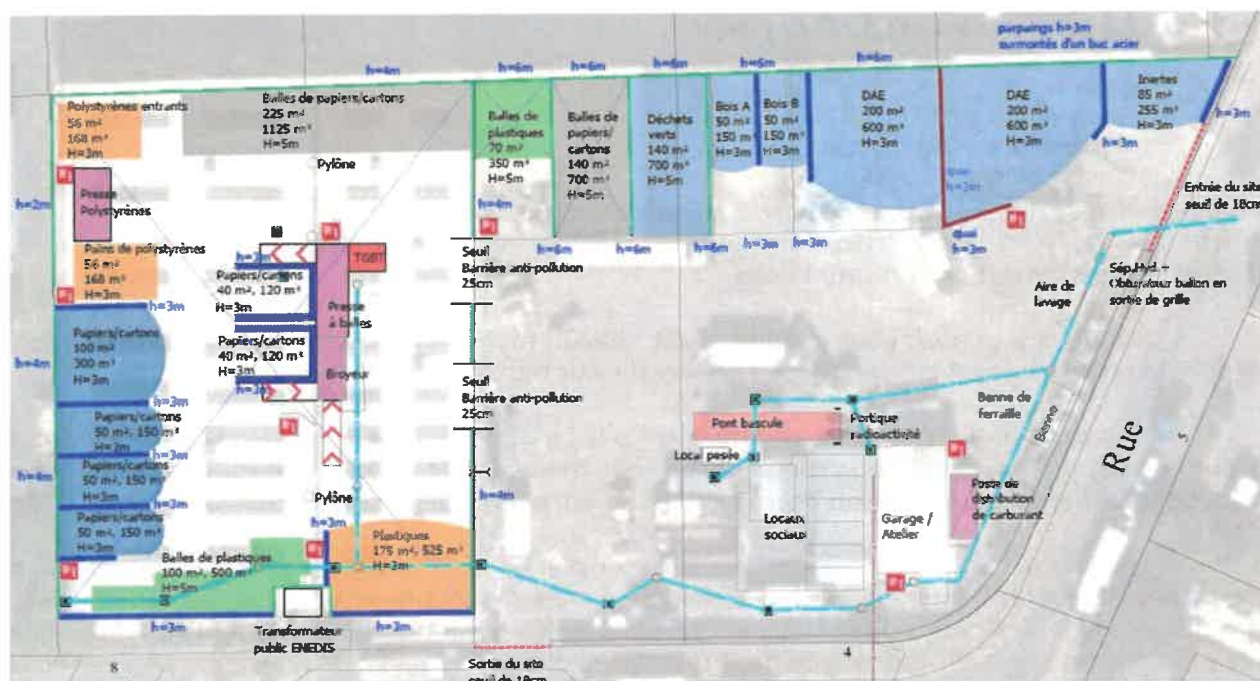 parpaings h=3m
surmontés d'un bac acier
h=4m
h=6m
h=6m
h=6m
h=6m
h=6m
Polystyrènes entrants
56 m²
168 m³
H=3m
Balles de papiers/cartons
225 m²
1125 m³
H=5m
Balles de
plastiques
70 m²
350 m³
H=5m
Balles de
papiers/
cartons
140 m²
700 m³
H=5m
Déchets
verts
140 m²
700 m³
H=5m
Bois A
50 m²
150 m³
H=3m
Bois B
50 m²
150 m³
H=3m
DAE
200 m²
600 m³
H=3m
DAE
200 m²
600 m³
H=3m
Inertes
85 m²
255 m³
H=3m
h=3m
h=3m
Pylône
h=2m
Presse
Polystyrènes
h=4m
quai
h=3m
Entrée du site
seuil de 18cm
h=6m
h=6m
h=6m
h=3m
h=3m
quai
h=3m
Pains de polystyrènes
56 m²
168 m³
H=3m
h=3m
TGBT
Papiers/cartons
40 m², 120 m³
H=3m
Presse
à balles
Seuil
Barrière anti-pollution
25cm
Aire de
lavage
Sép.Hyd. +
Obturateur ballon en
sortie de grille
h=3m
h=4m
Papiers/cartons
100 m²
300 m³
H=3m
Papiers/cartons
40 m², 120 m³
H=3m
h=3m
Broyeur
Seuil
Barrière anti-pollution
25cm
h=3m
Papiers/cartons
50 m², 150 m³
H=3m
h=3m
Pont bascule
Portique
radioactivité
Benne de
ferraille
Benne
Rue
5
Local pesée
h=4m
Papiers/cartons
50 m², 150 m³
H=3m
h=3m
Pylône
h=4m
Papiers/cartons
50 m², 150 m³
H=3m
h=3m
Locaux
sociaux
Garage /
Atelier
Poste de
distribution
de carburant
Balles de plastiques
100 m², 500 m³
H=5m
Plastiques
175 m², 525 m³
H=3m
h=3m
h=3m
Transformateur
public ENEDIS
8
4
Sortie du site
seuil de 18cm